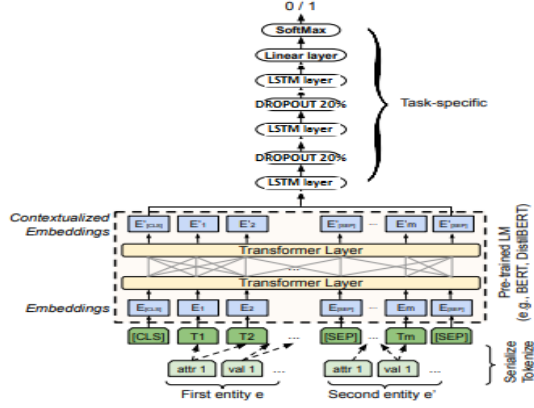 0 / 1
SoftMax
Linear layer
LSTM layer
DROPOUT 20%
LSTM layer
DROPOUT 20%
LSTM layer
Task-specific
Contextualized
Embeddings
E'[CLS] E'1 E'2 E'[SEP] ... E'm E'[SEP]
Transformer Layer
...
Transformer Layer
Embeddings
E[CLS] E1 E2 E[SEP] ... Em E[SEP]
Pre-trained LM
(e.g., BERT, DistilBERT)
[CLS] T1 T2 ... [SEP] ... Tm [SEP]
attr 1 val 1 ... attr 1 val 1 ...
First entity e Second entity e'
Serialize
Tokenize